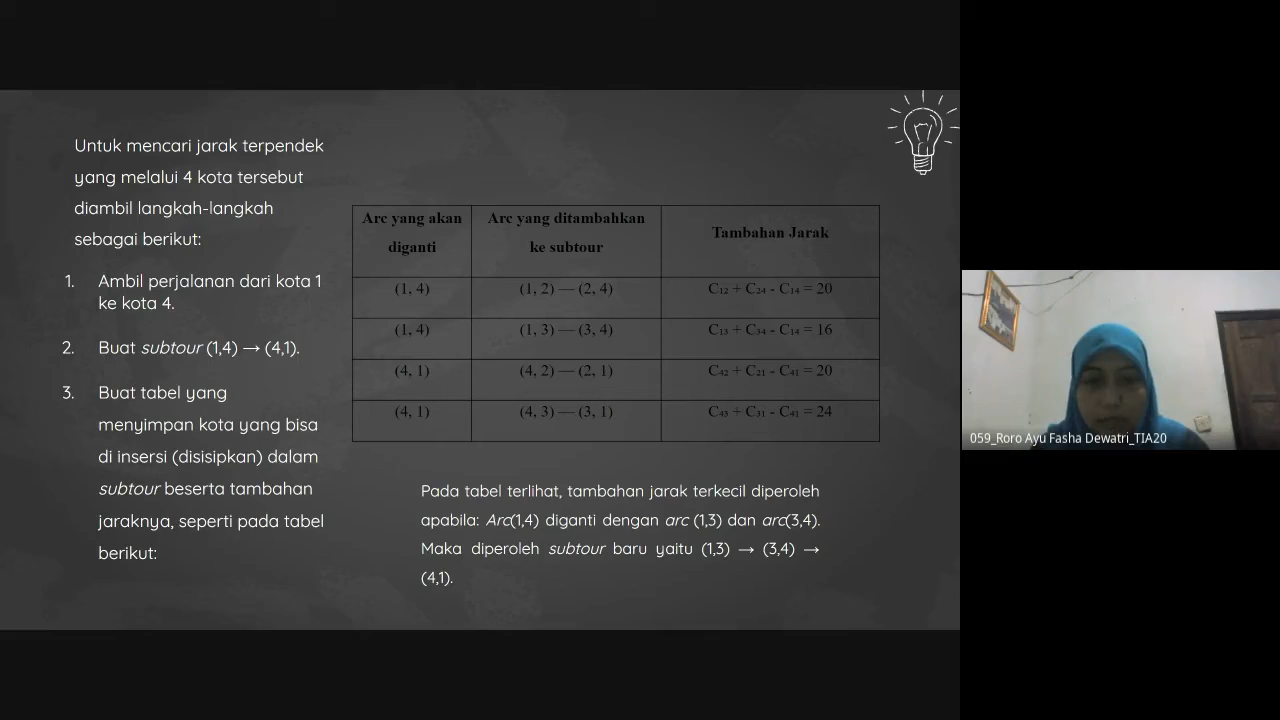 Untuk mencari jarak terpendek
yang melalui 4 kota tersebut
diambil langkah-langkah
sebagai berikut:
1. Ambil perjalanan dari kota 1
ke kota 4.
2. Buat subtour (1,4) → (4,1).
3. Buat tabel yang
menyimpan kota yang bisa
di insersi (disisipkan) dalam
subtour beserta tambahan
jaraknya, seperti pada tabel
berikut:
Arc yang akan diganti | Arc yang ditambahkan ke subtour | Tambahan Jarak
(1, 4) | (1, 2) — (2, 4) | C₁₂ + C₂₄ - C₁₄ = 20
(1, 4) | (1, 3) — (3, 4) | C₁₃ + C₃₄ - C₁₄ = 16
(4, 1) | (4, 2) — (2, 1) | C₄₂ + C₂₁ - C₄₁ = 20
(4, 1) | (4, 3) — (3, 1) | C₄₃ + C₃₁ - C₄₁ = 24
Pada tabel terlihat, tambahan jarak terkecil diperoleh
apabila: Arc(1,4) diganti dengan arc (1,3) dan arc(3,4).
Maka diperoleh subtour baru yaitu (1,3) → (3,4) →
(4,1).
059_Roro Ayu Fasha Dewatri_TIA20